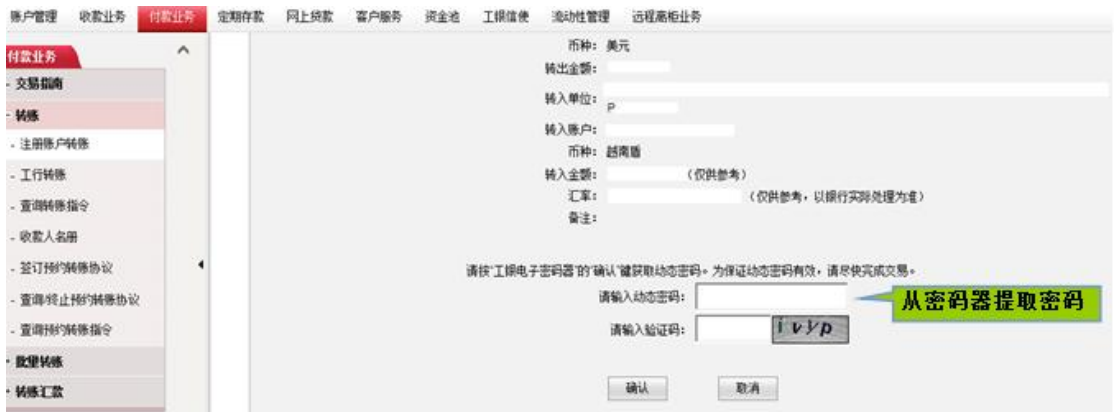 账户管理 收款业务 付款业务 定期存款 网上贷款 客户服务 资金池 工银信使 流动性管理 远程高柜业务
付款业务
- 交易指南
- 转账
- 注册账户转账
- 工行转账
- 查询转账指令
- 收款人名册
- 签订预约转账协议
- 查询/终止预约转账协议
- 查询预约转账指令
- 批量转账
- 转账汇款
币种: 美元
转出金额:
转入单位:
P
转入账户:
币种: 越南盾
转入金额: (仅供参考)
汇率: (仅供参考,以银行实际处理为准)
备注:
请按“工银电子密码器”的“确认”键获取动态密码。为保证动态密码有效,请尽快完成交易。
请输入动态密码:
从密码器提取密码
请输入验证码: ivyp
确认 取消